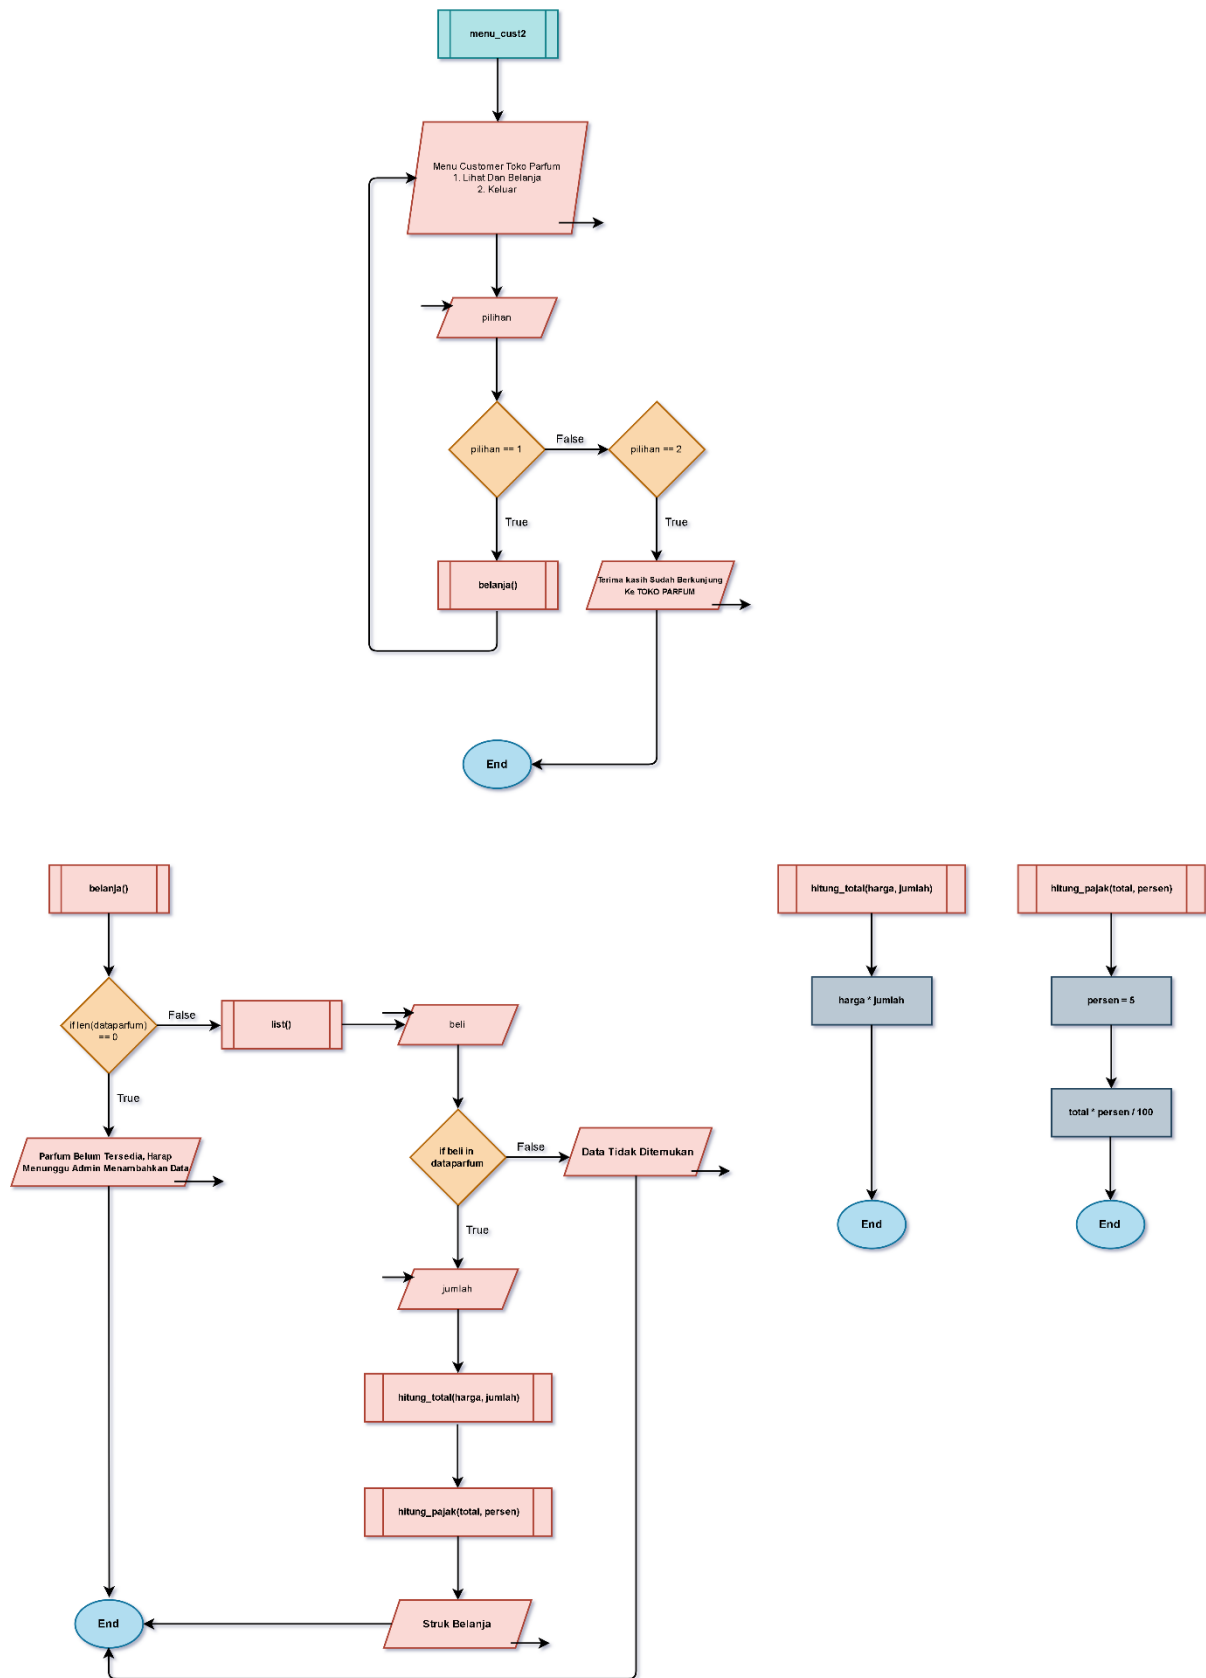 menu_cust2
Menu Customer Toko Parfum
1. Lihat Dan Belanja
2. Keluar
pilihan
pilihan == 1
False
pilihan == 2
True
True
belanja()
Terima kasih Sudah Berkunjung
Ke TOKO PARFUM
End
belanja()
if len(dataparfum)
== 0
False
list()
beli
True
Parfum Belum Tersedia, Harap
Menunggu Admin Menambahkan Data
if beli in
dataparfum
False
Data Tidak Ditemukan
True
jumlah
hitung_total(harga, jumlah)
hitung_pajak(total, persen)
Struk Belanja
End
hitung_total(harga, jumlah)
harga * jumlah
End
hitung_pajak(total, persen)
persen = 5
total * persen / 100
End